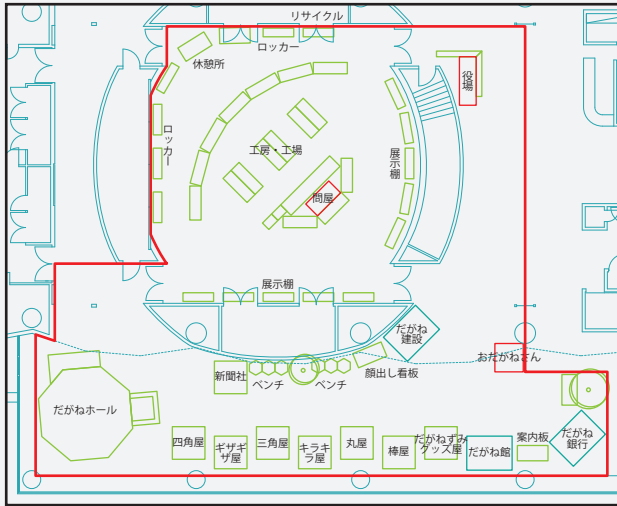 リサイクル
ロッカー
休憩所
役場
ロッカー
工房・工場
展示棚
問屋
展示棚
だがね
建設
おだがねさん
顔出し看板
新聞社
ベンチ
ベンチ
だがねホール
四角屋
ギザギ
ザ屋
三角屋
キラキ
ラ屋
丸屋
棒屋
だがねずみ
グッズ屋
だがね館
案内板
だがね
銀行